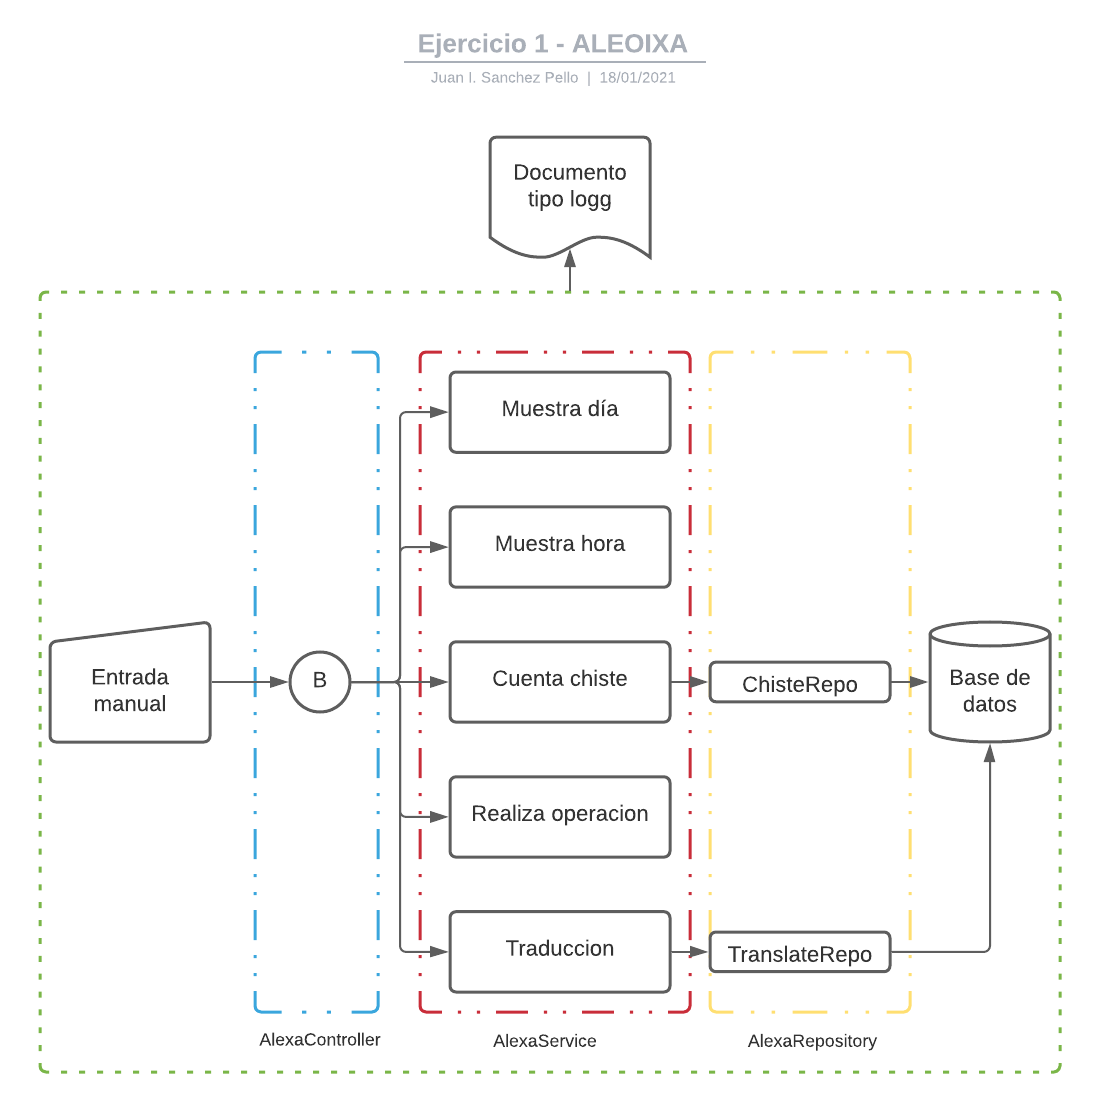 Ejercicio 1 - ALEOIXA
Juan I. Sanchez Pello | 18/01/2021
Documento
tipo logg
Muestra día
Muestra hora
Entrada
manual
B
Cuenta chiste
ChisteRepo
Base de
datos
Realiza operacion
Traduccion
TranslateRepo
AlexaController
AlexaService
AlexaRepository